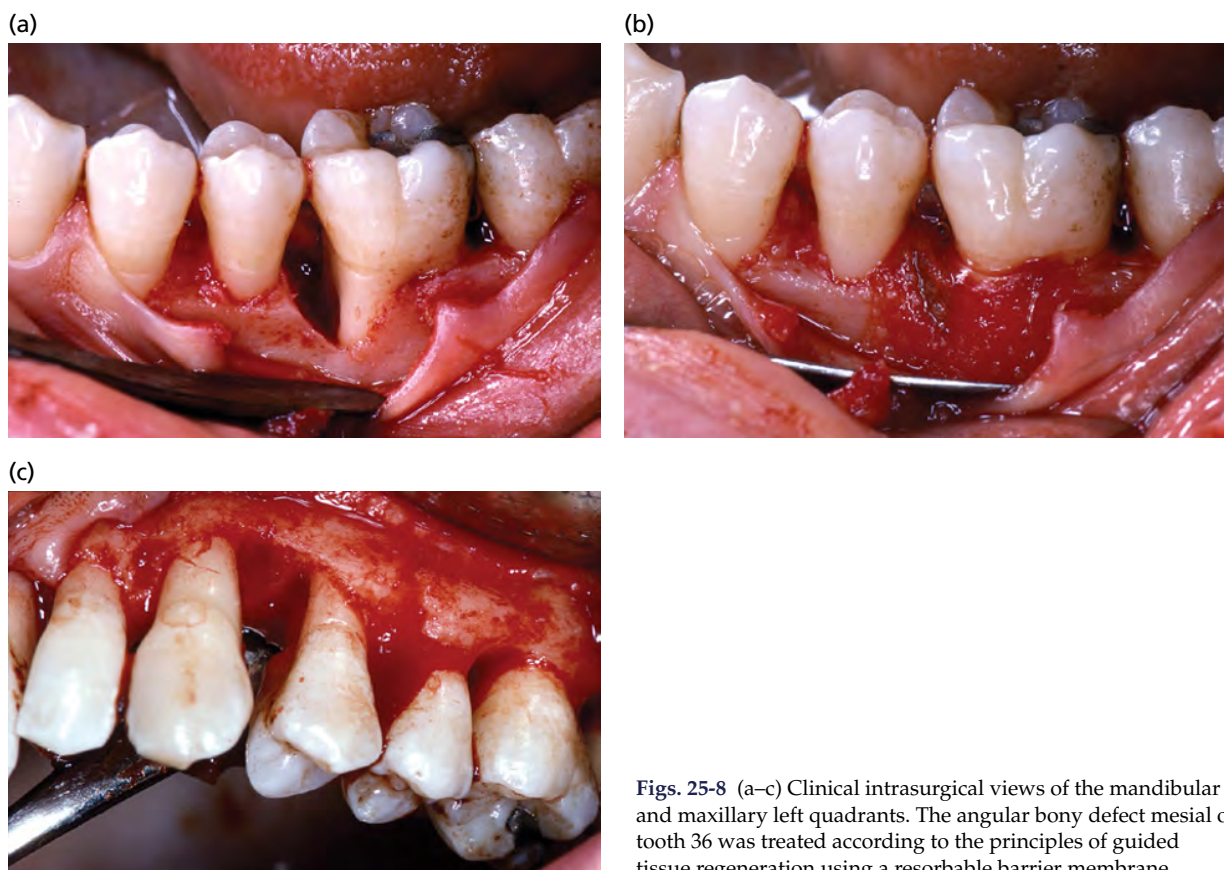 (a)
(b)
(c)
Figs. 25-8 (a–c) Clinical intrasurgical views of the mandibular
and maxillary left quadrants. The angular bony defect mesial o
tooth 36 was treated according to the principles of guided
tissue regeneration using a resorbable barrier membrane